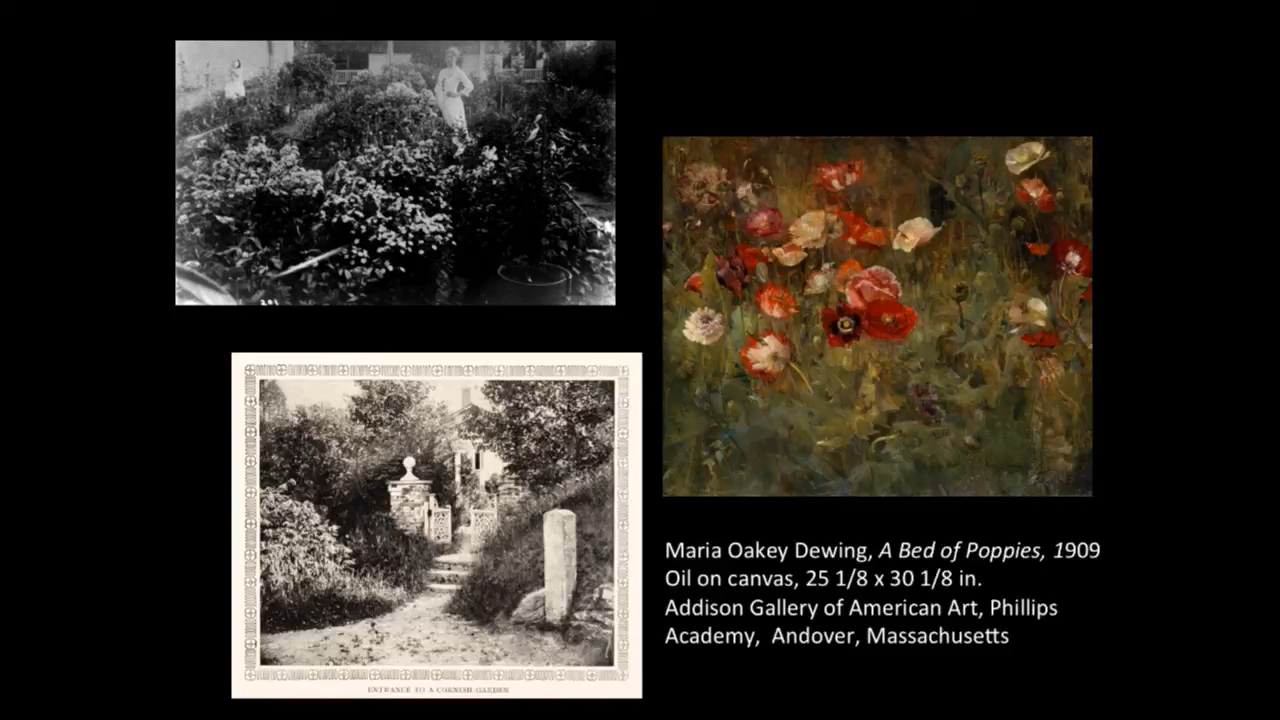 ENTRANCE TO A CORNISH GARDEN
Maria Oakey Dewing, A Bed of Poppies, 1909
Oil on canvas, 25 1/8 x 30 1/8 in.
Addison Gallery of American Art, Phillips
Academy,  Andover, Massachusetts